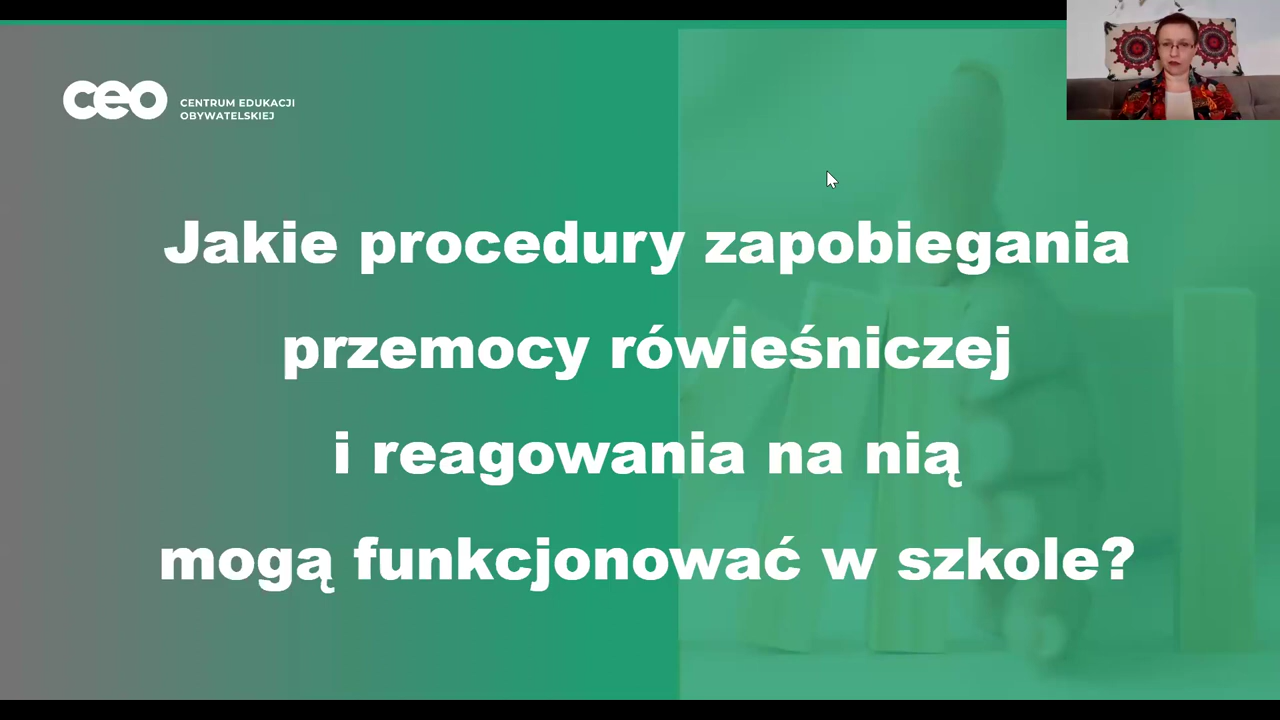 ceo
CENTRUM EDUKACJI
OBYWATELSKIEJ
Jakie procedury zapobiegania
przemocy rówieśniczej
i reagowania na nią
mogą funkcjonować w szkole?